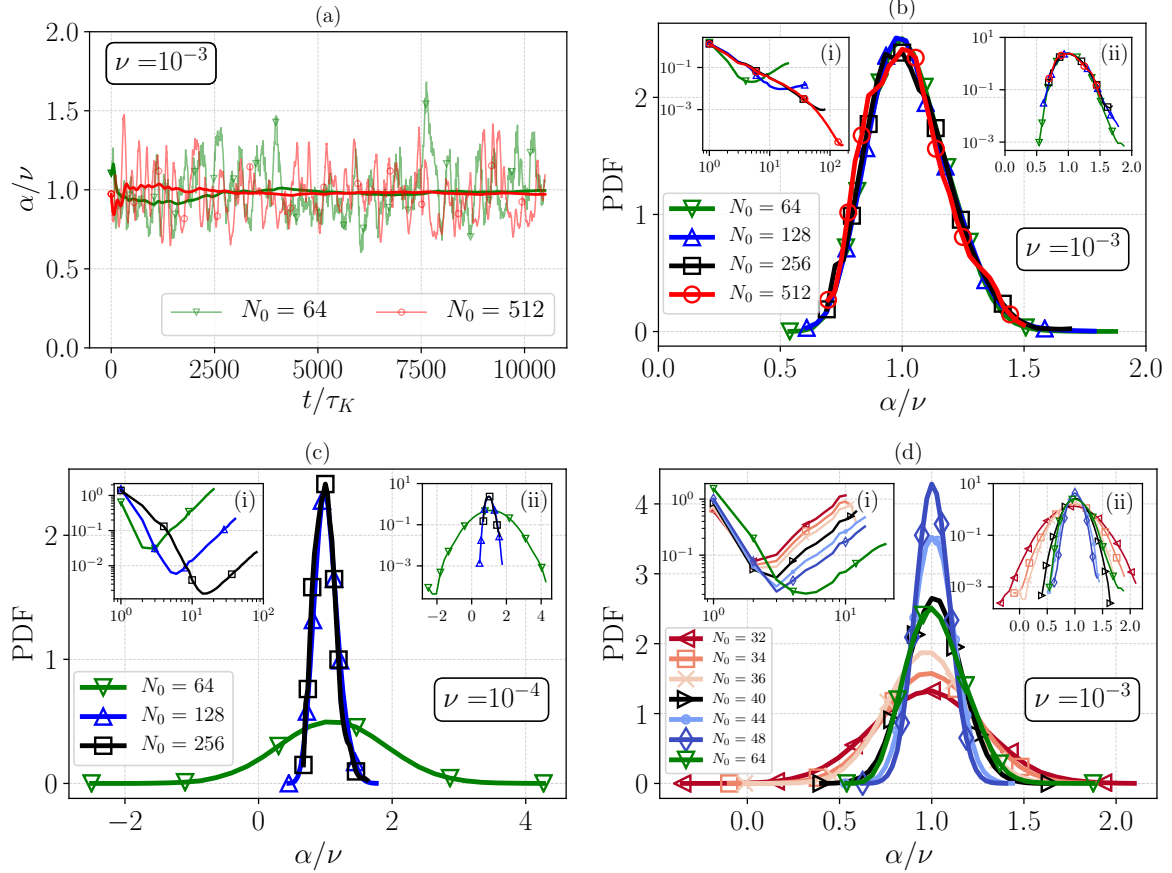 (a)
2.0
1.5
1.0
0.5
0.0
α/ν
ν = 10⁻³
N₀ = 64
N₀ = 512
0 2500 5000 7500 10000
t/τ_K
(b)
PDF
2
1
0
(i)
10⁻¹
10⁻³
10⁰ 10¹ 10²
(ii)
10¹
10⁻¹
10⁻³
0.0 0.5 1.0 1.5 2.0
N₀ = 64
N₀ = 128
N₀ = 256
N₀ = 512
ν = 10⁻³
0.0 0.5 1.0 1.5 2.0
α/ν
(c)
PDF
2
1
0
(i)
10⁰
10⁻¹
10⁻²
10⁰ 10¹ 10²
(ii)
10¹
10⁻¹
10⁻³
−2 0 2 4
N₀ = 64
N₀ = 128
N₀ = 256
ν = 10⁻⁴
−2 0 2 4
α/ν
(d)
PDF
4
3
2
1
0
(i)
10⁰
10⁻¹
10⁰ 10¹
(ii)
10¹
10⁻¹
10⁻³
0.0 0.5 1.0 1.5 2.0
N₀ = 32
N₀ = 34
N₀ = 36
N₀ = 40
N₀ = 44
N₀ = 48
N₀ = 64
ν = 10⁻³
0.0 0.5 1.0 1.5 2.0
α/ν